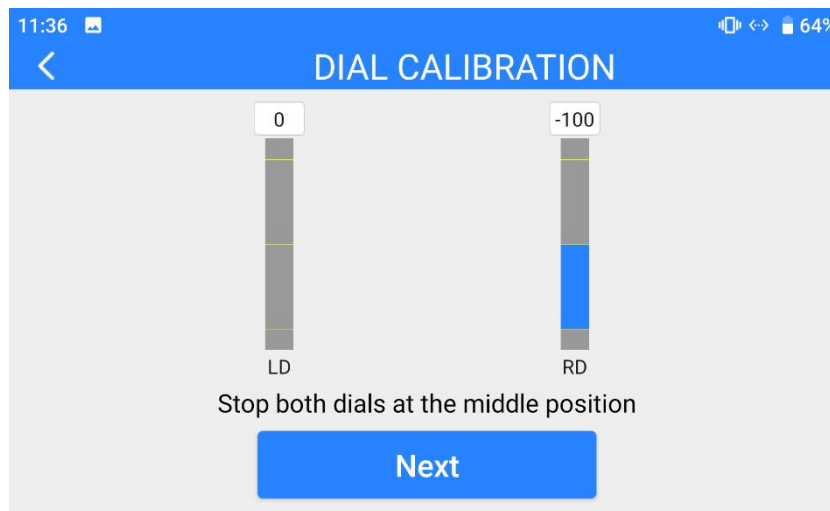 11:36 64%
DIAL CALIBRATION
0 -100
LD RD
Stop both dials at the middle position
Next